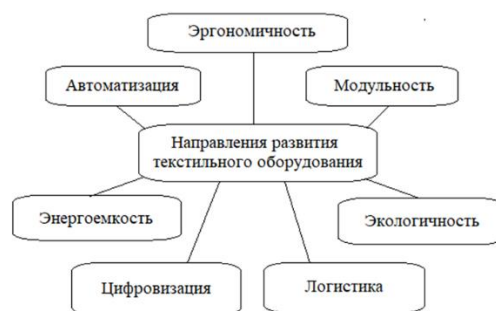 Эргономичность
Автоматизация
Модульность
Направления развития
текстильного оборудования
Энергоемкость
Экологичность
Цифровизация
Логистика